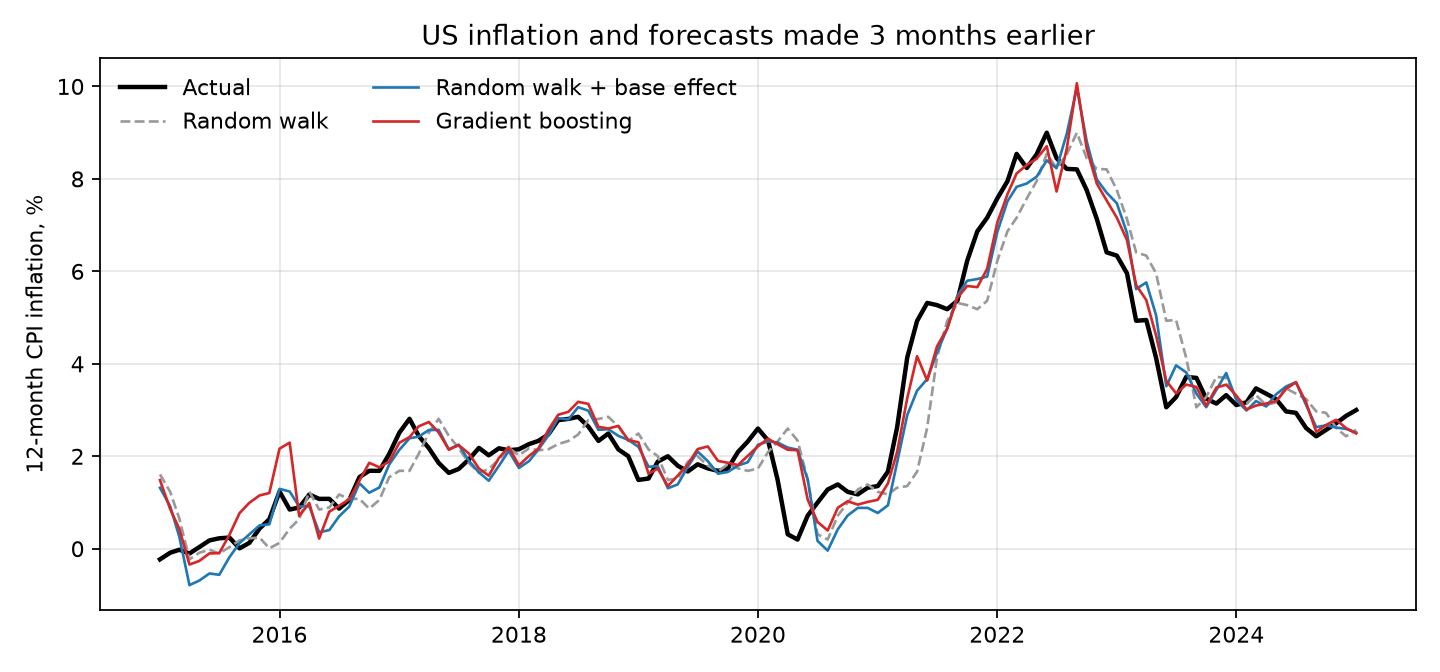 US inflation and forecasts made 3 months earlier
12-month CPI inflation, %
10
8
6
4
2
0
Actual
Random walk
Random walk + base effect
Gradient boosting
2016
2018
2020
2022
2024